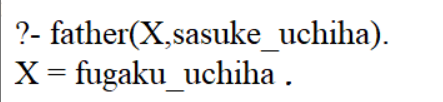 ?- father(X,sasuke_uchiha).
X = fugaku_uchiha .